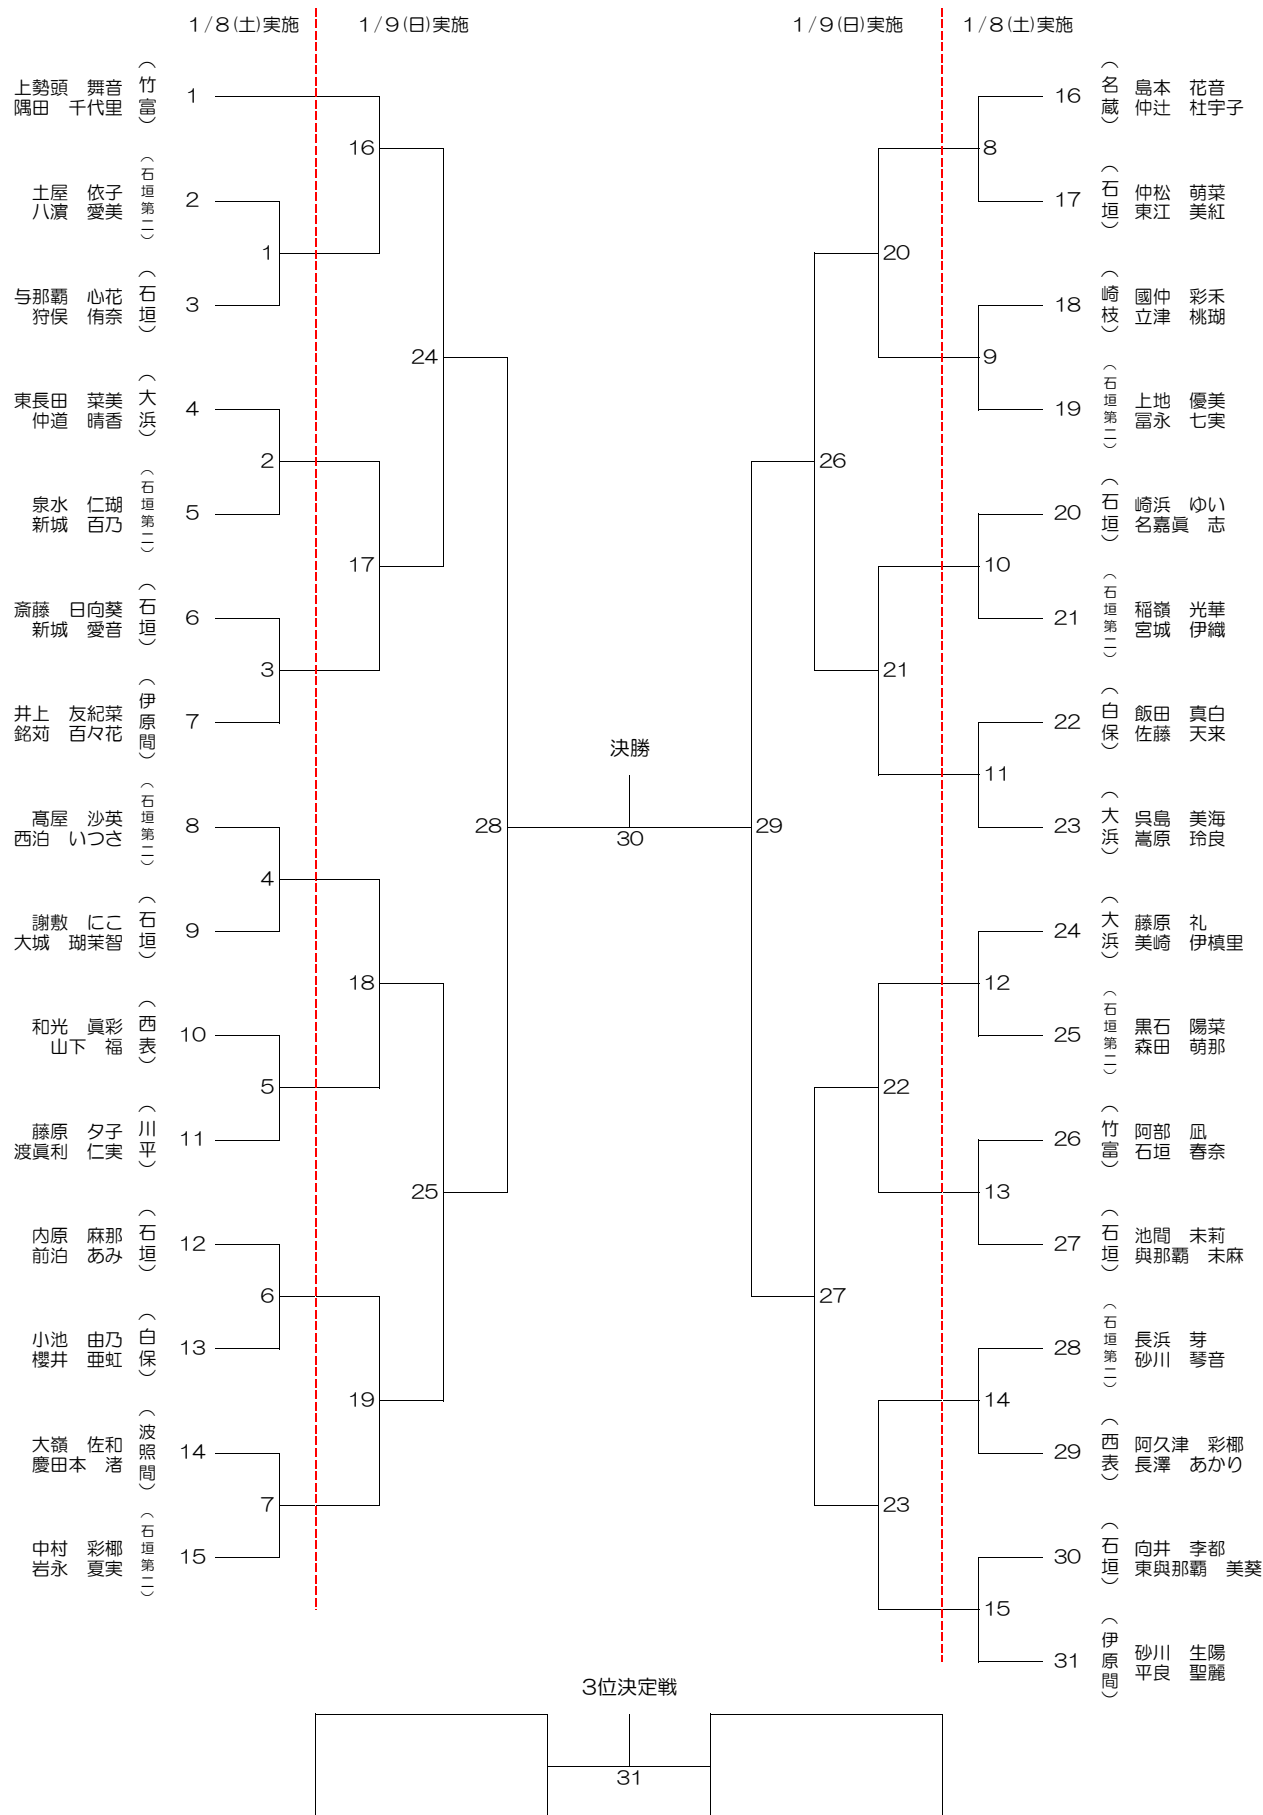 1/8(土)実施 1/9(日)実施
1/9(日)実施 1/8(土)実施
上勢頭　舞音
隅田　千代里
（竹富）
1
土屋　依子
八濵　愛美
（石垣第二）
2
与那覇　心花
狩俣　侑奈
（石垣）
3
東長田　菜美
仲道　晴香
（大浜）
4
泉水　仁瑚
新城　百乃
（石垣第二）
5
斎藤　日向葵
新城　愛音
（石垣）
6
井上　友紀菜
銘苅　百々花
（伊原間）
7
髙屋　沙英
西泊　いつさ
（石垣第二）
8
謝敷　にこ
大城　瑚茉智
（石垣）
9
和光　眞彩
山下　福
（西表）
10
藤原　夕子
渡眞利　仁実
（川平）
11
内原　麻那
前泊　あみ
（石垣）
12
小池　由乃
櫻井　亜虹
（白保）
13
大嶺　佐和
慶田本　渚
（波照間）
14
中村　彩椰
岩永　夏実
（石垣第二）
15
1
2
3
4
5
6
7
16
17
18
19
24
25
28
決勝
30
29
26
27
20
21
22
23
8
9
10
11
12
13
14
15
16
（名蔵）
島本　花音
仲辻　杜宇子
17
（石垣）
仲松　萌菜
東江　美紅
18
（崎枝）
國仲　彩禾
立津　桃瑚
19
（石垣第二）
上地　優美
冨永　七実
20
（石垣）
崎浜　ゆい
名嘉眞　志
21
（石垣第二）
稲嶺　光華
宮城　伊織
22
（白保）
飯田　真白
佐藤　天来
23
（大浜）
呉島　美海
嵩原　玲良
24
（大浜）
藤原　礼
美崎　伊槙里
25
（石垣第二）
黒石　陽菜
森田　萌那
26
（竹富）
阿部　凪
石垣　春奈
27
（石垣）
池間　未莉
與那覇　未麻
28
（石垣第二）
長浜　芽
砂川　琴音
29
（西表）
阿久津　彩椰
長澤　あかり
30
（石垣）
向井　李都
東與那覇　美葵
31
（伊原間）
砂川　生陽
平良　聖麗
3位決定戦
31